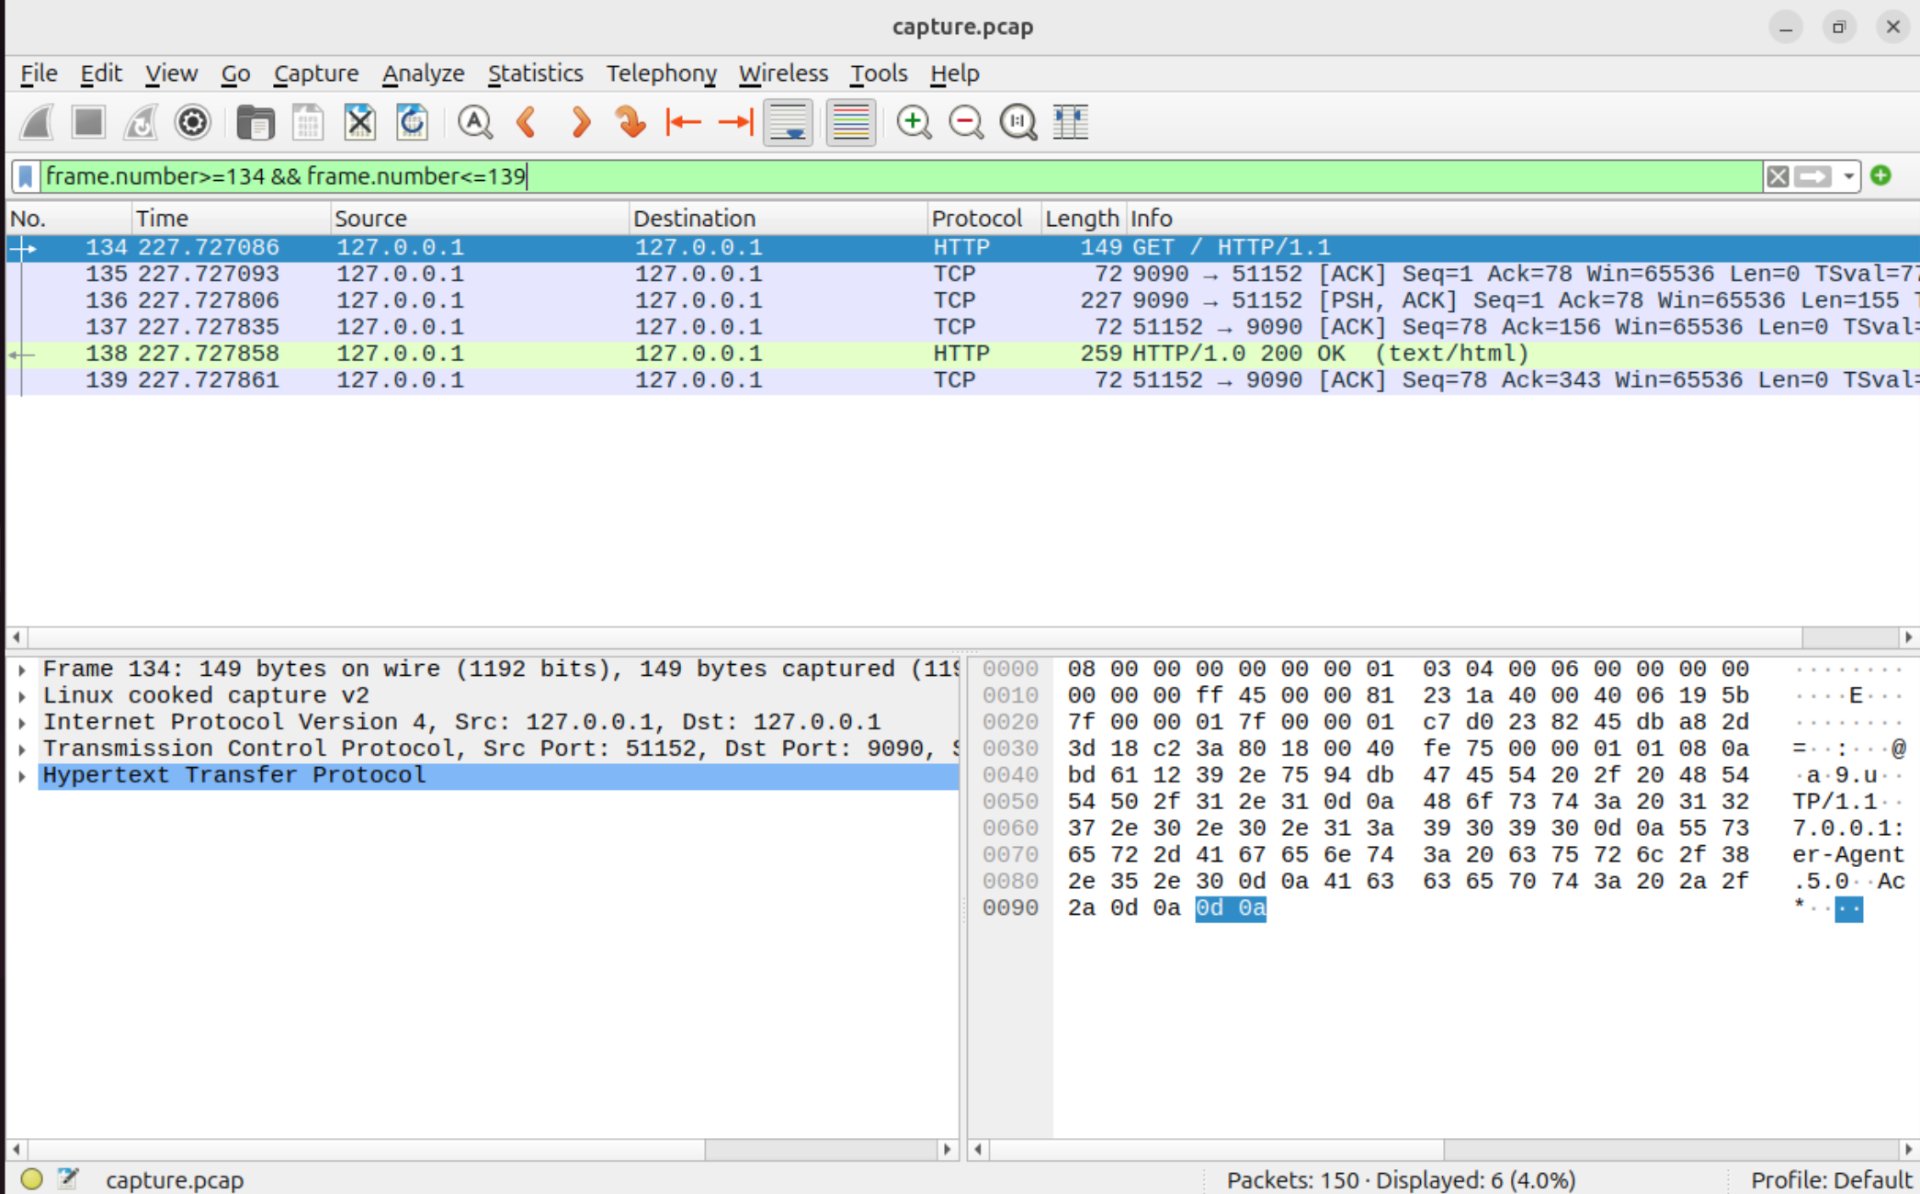 capture.pcap
File Edit View Go Capture Analyze Statistics Telephony Wireless Tools Help
frame.number>=134 && frame.number<=139
No. Time Source Destination Protocol Length Info
134 227.727086 127.0.0.1 127.0.0.1 HTTP 149 GET / HTTP/1.1
135 227.727093 127.0.0.1 127.0.0.1 TCP 72 9090 → 51152 [ACK] Seq=1 Ack=78 Win=65536 Len=0 TSval=77
136 227.727806 127.0.0.1 127.0.0.1 TCP 227 9090 → 51152 [PSH, ACK] Seq=1 Ack=78 Win=65536 Len=155 T
137 227.727835 127.0.0.1 127.0.0.1 TCP 72 51152 → 9090 [ACK] Seq=78 Ack=156 Win=65536 Len=0 TSval=
138 227.727858 127.0.0.1 127.0.0.1 HTTP 259 HTTP/1.0 200 OK (text/html)
139 227.727861 127.0.0.1 127.0.0.1 TCP 72 51152 → 9090 [ACK] Seq=78 Ack=343 Win=65536 Len=0 TSval=
Frame 134: 149 bytes on wire (1192 bits), 149 bytes captured (119
Linux cooked capture v2
Internet Protocol Version 4, Src: 127.0.0.1, Dst: 127.0.0.1
Transmission Control Protocol, Src Port: 51152, Dst Port: 9090, S
Hypertext Transfer Protocol
0000 08 00 00 00 00 00 00 01 03 04 00 06 00 00 00 00 ········
0010 00 00 00 ff 45 00 00 81 23 1a 40 00 40 06 19 5b ····E···
0020 7f 00 00 01 7f 00 00 01 c7 d0 23 82 45 db a8 2d ········
0030 3d 18 c2 3a 80 18 00 40 fe 75 00 00 01 01 08 0a =··:···@
0040 bd 61 12 39 2e 75 94 db 47 45 54 20 2f 20 48 54 ·a·9.u··
0050 54 50 2f 31 2e 31 0d 0a 48 6f 73 74 3a 20 31 32 TP/1.1··
0060 37 2e 30 2e 30 2e 31 3a 39 30 39 30 0d 0a 55 73 7.0.0.1:
0070 65 72 2d 41 67 65 6e 74 3a 20 63 75 72 6c 2f 38 er-Agent
0080 2e 35 2e 30 0d 0a 41 63 63 65 70 74 3a 20 2a 2f .5.0··Ac
0090 2a 0d 0a 0d 0a *····
capture.pcap Packets: 150 · Displayed: 6 (4.0%) Profile: Default